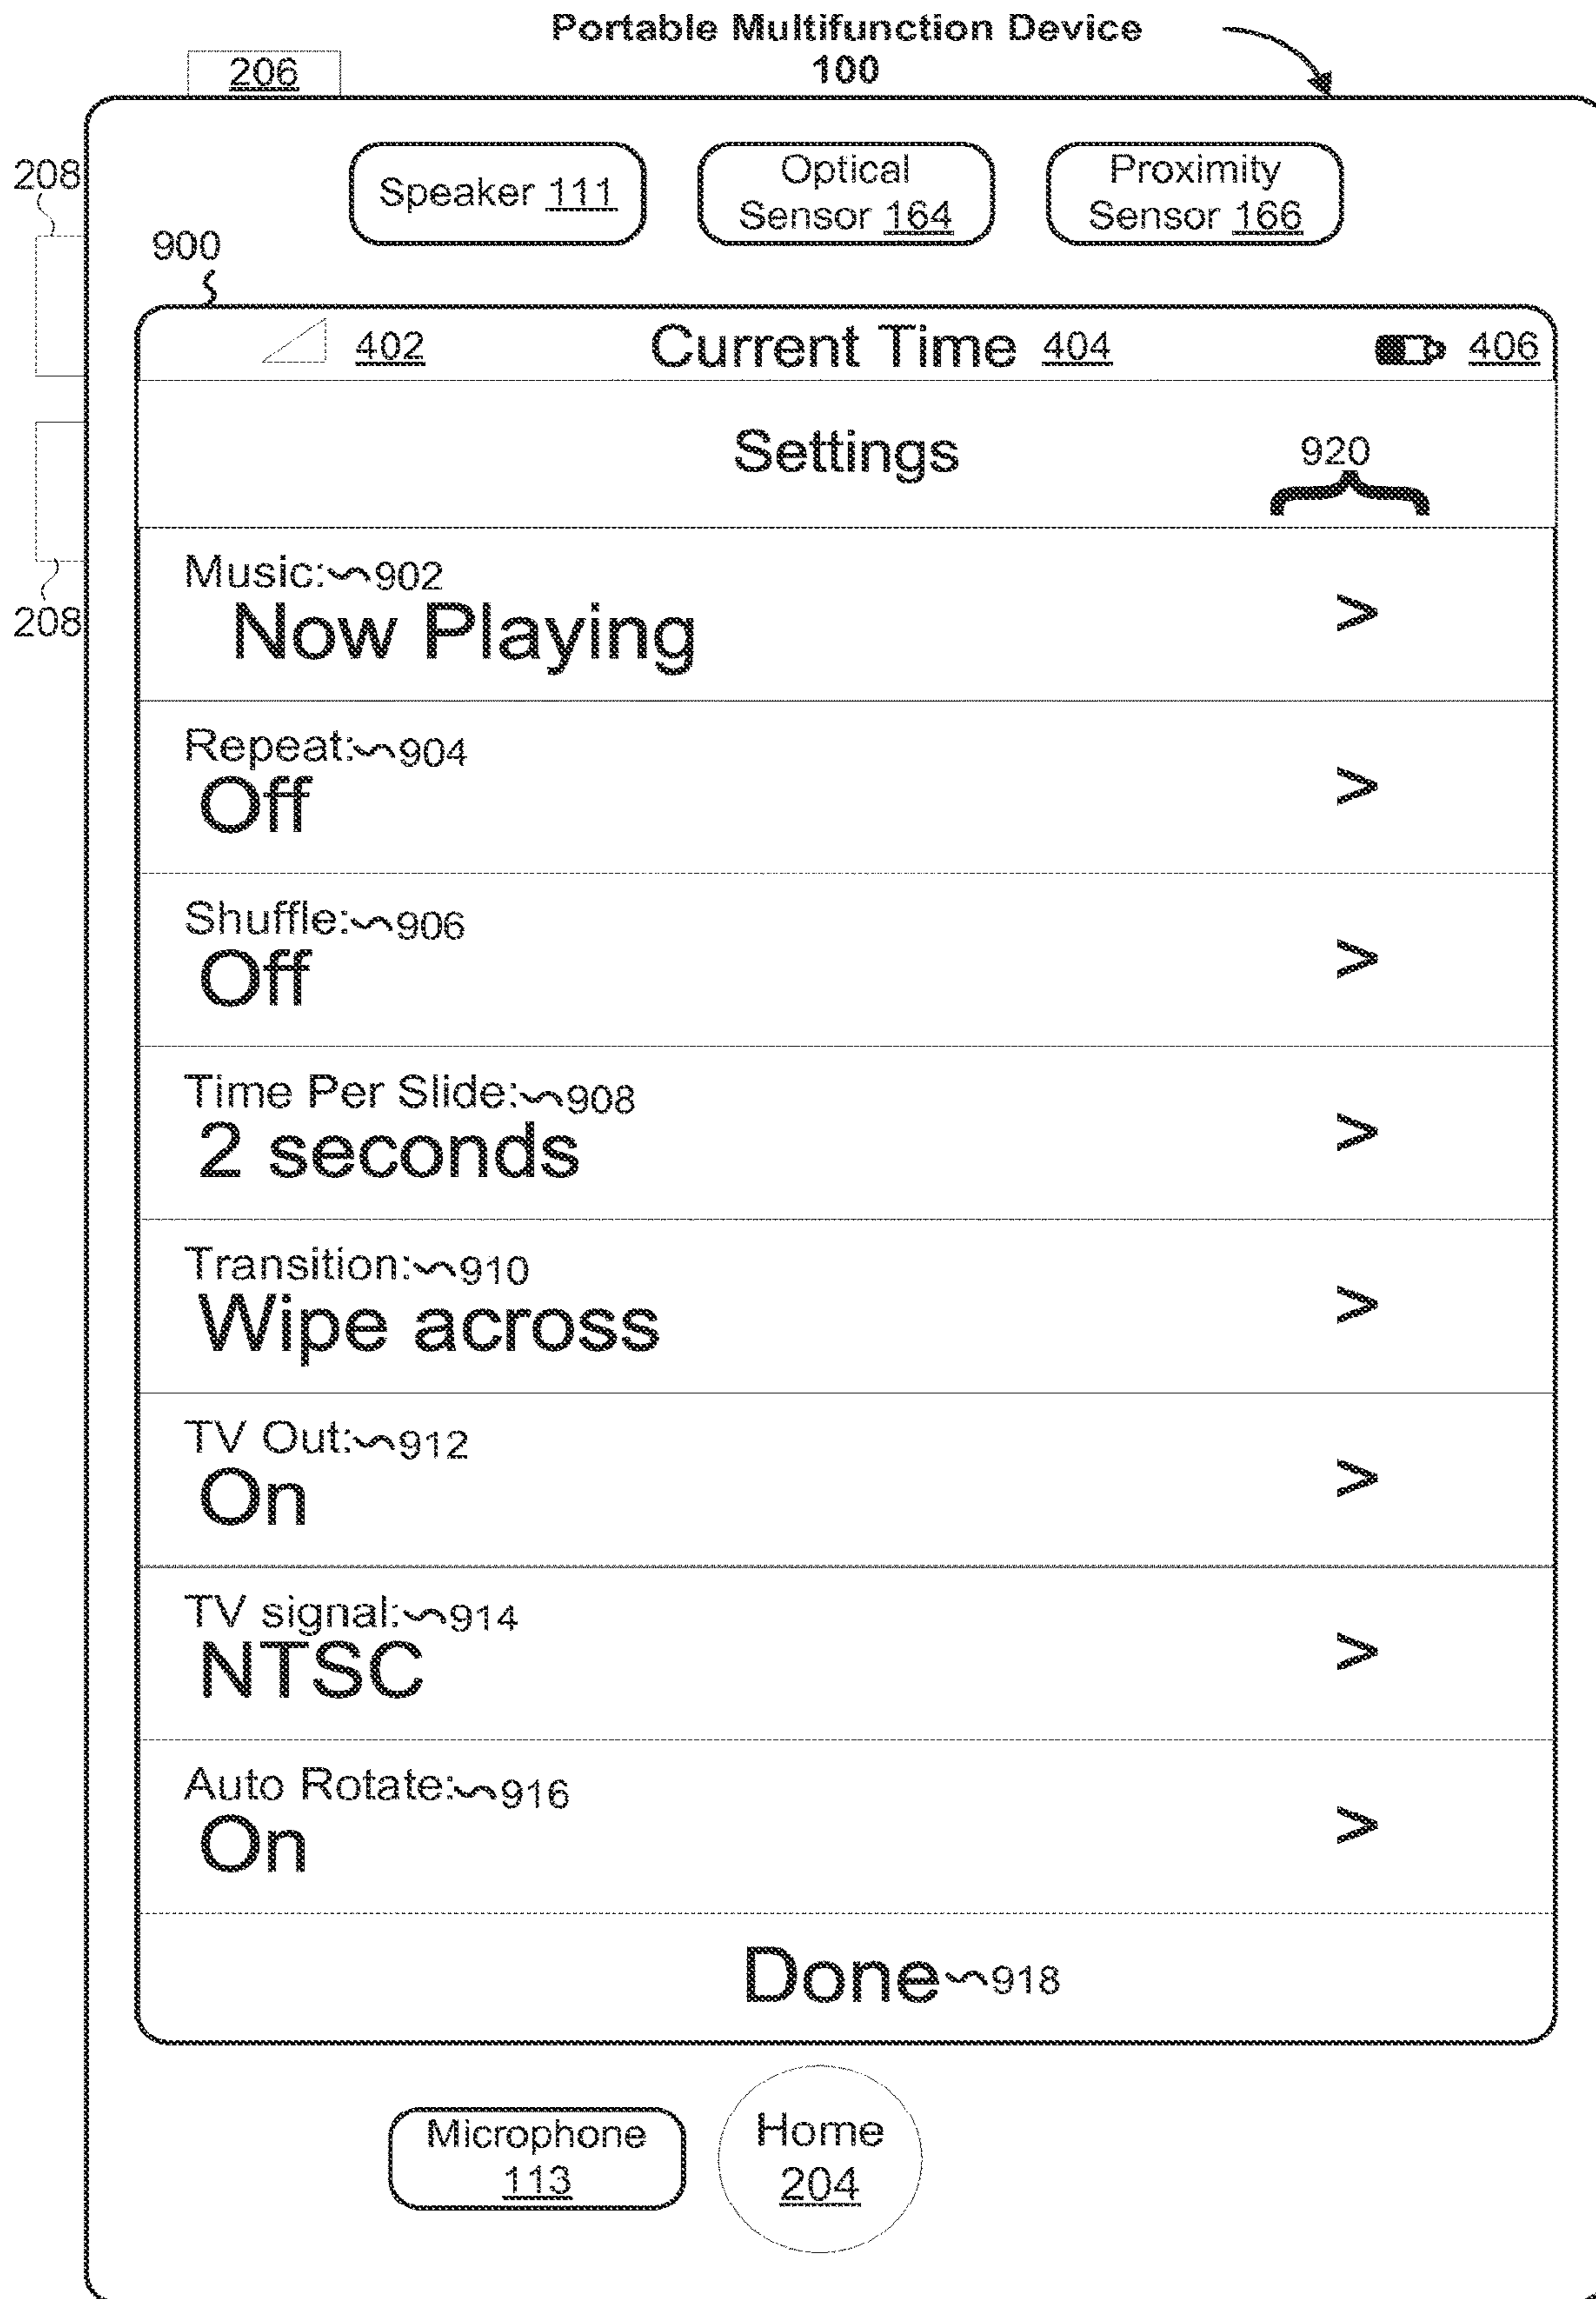 Portable Multifunction Device
100
206
208
Speaker 111
Optical
Sensor 164
Proximity
Sensor 166
900
402
Current Time 404
406
Settings
920
Music: 902
Now Playing
>
208
Repeat: 904
Off
>
Shuffle: 906
Off
>
Time Per Slide: 908
2 seconds
>
Transition: 910
Wipe across
>
TV Out: 912
On
>
TV signal: 914
NTSC
>
Auto Rotate: 916
On
>
Done 918
Microphone
113
Home
204